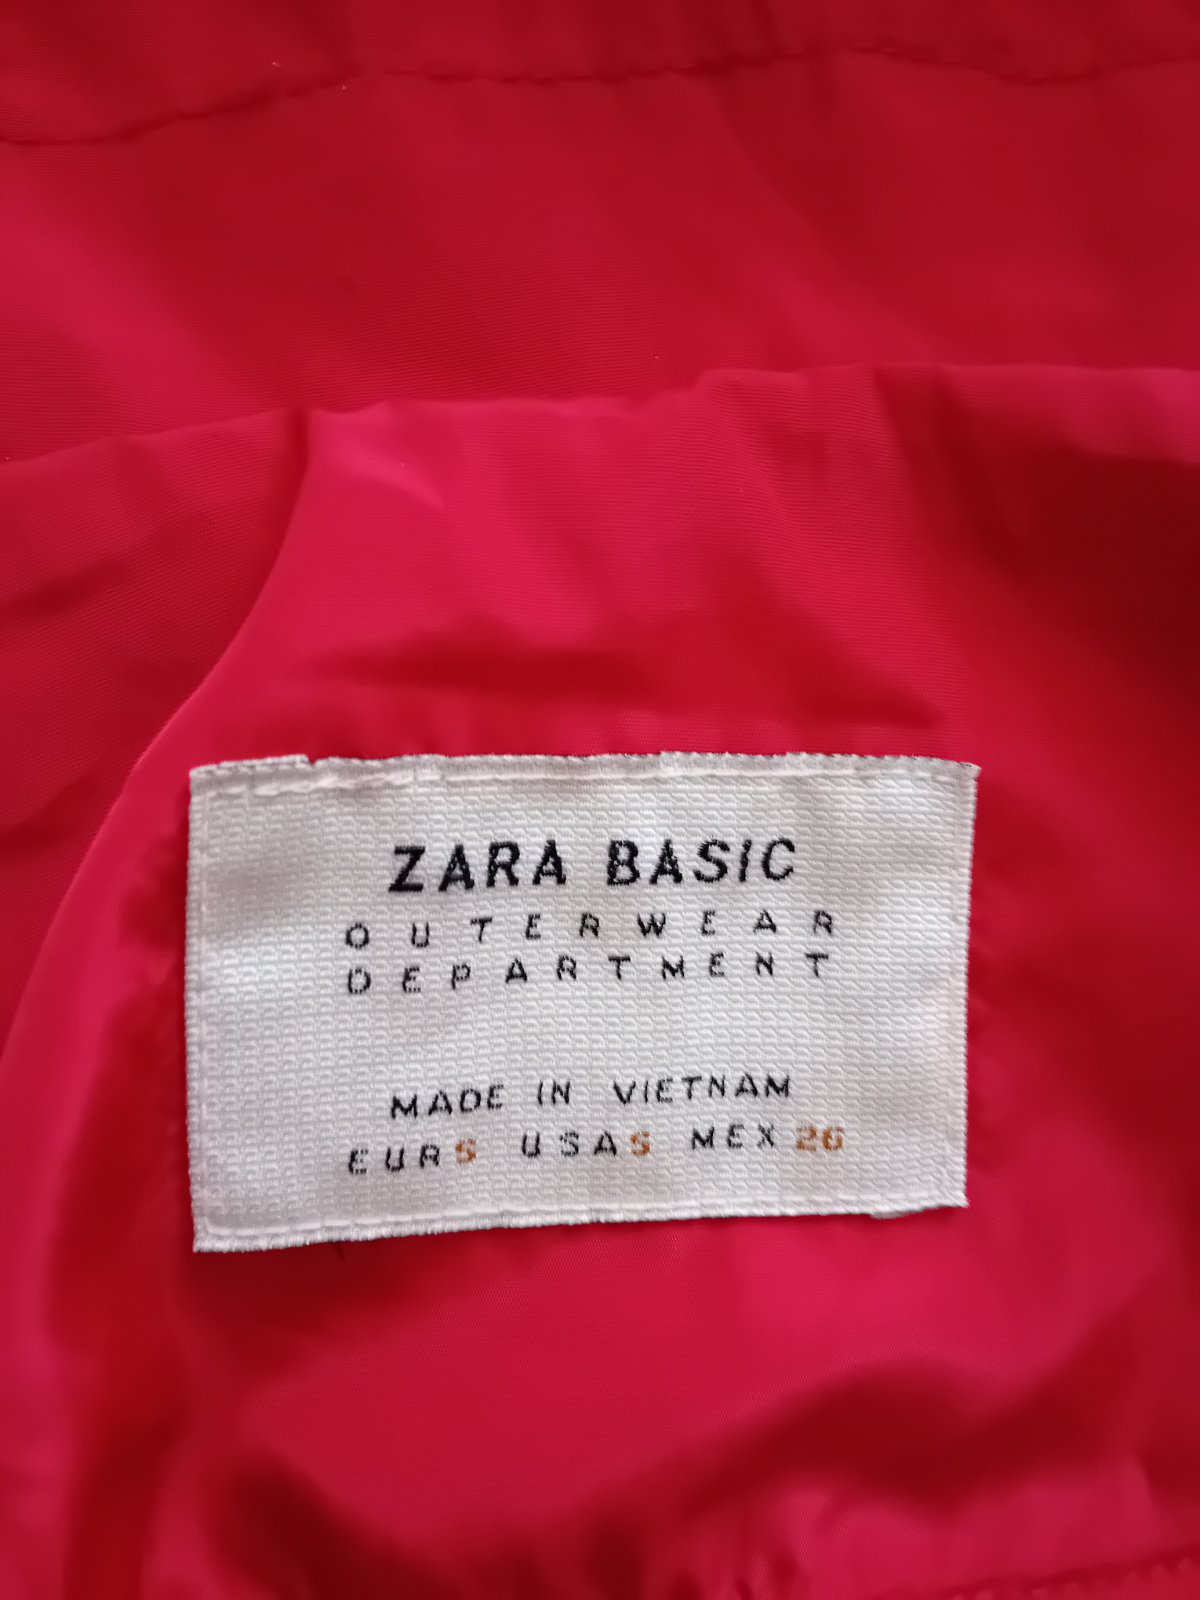 ZARA BASIC
OUTERWEAR
DEPARTMENT
MADE IN VIETNAM
EUR S USA S MEX 26